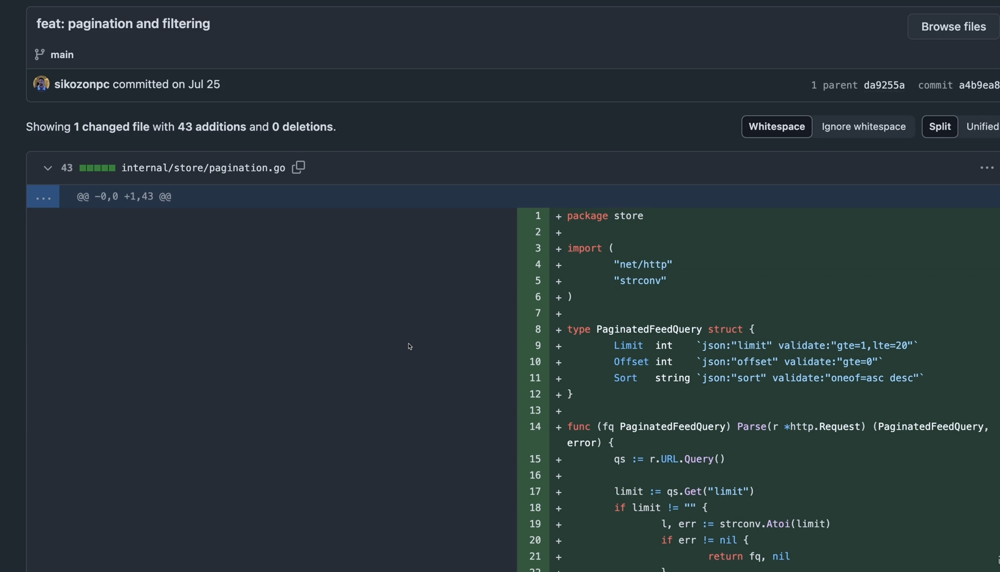 feat: pagination and filtering
Browse files
main
sikozonpc committed on Jul 25
1 parent da9255a commit a4b9ea8
Showing 1 changed file with 43 additions and 0 deletions.
Whitespace Ignore whitespace Split Unified
43 internal/store/pagination.go
... @@ -0,0 +1,43 @@
1 + package store
2 +
3 + import (
4 + "net/http"
5 + "strconv"
6 + )
7 +
8 + type PaginatedFeedQuery struct {
9 + Limit int `json:"limit" validate:"gte=1,lte=20"`
10 + Offset int `json:"offset" validate:"gte=0"`
11 + Sort string `json:"sort" validate:"oneof=asc desc"`
12 + }
13 +
14 + func (fq PaginatedFeedQuery) Parse(r *http.Request) (PaginatedFeedQuery,
error) {
15 + qs := r.URL.Query()
16 +
17 + limit := qs.Get("limit")
18 + if limit != "" {
19 + l, err := strconv.Atoi(limit)
20 + if err != nil {
21 + return fq, nil